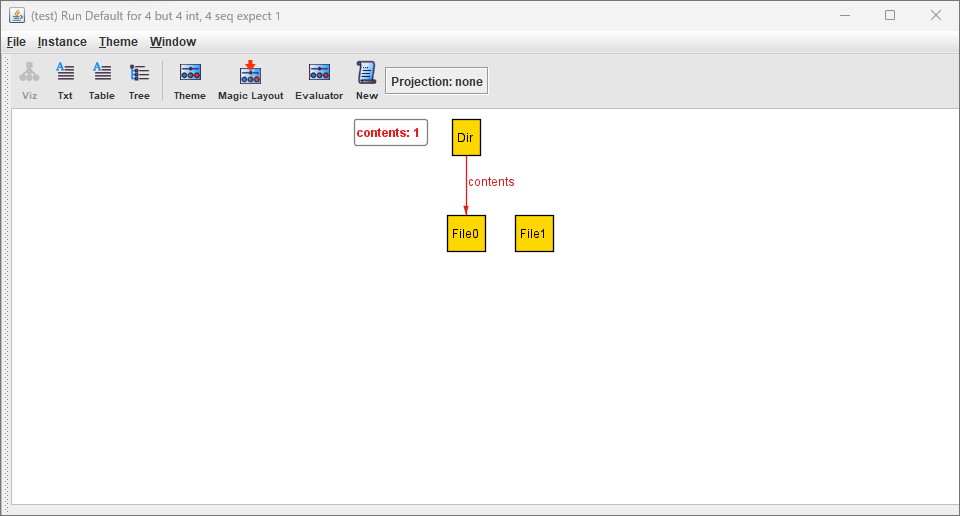 (test) Run Default for 4 but 4 int, 4 seq expect 1
File Instance Theme Window
Viz Txt Table Tree Theme Magic Layout Evaluator New Projection: none
contents: 1
Dir
contents
File0 File1